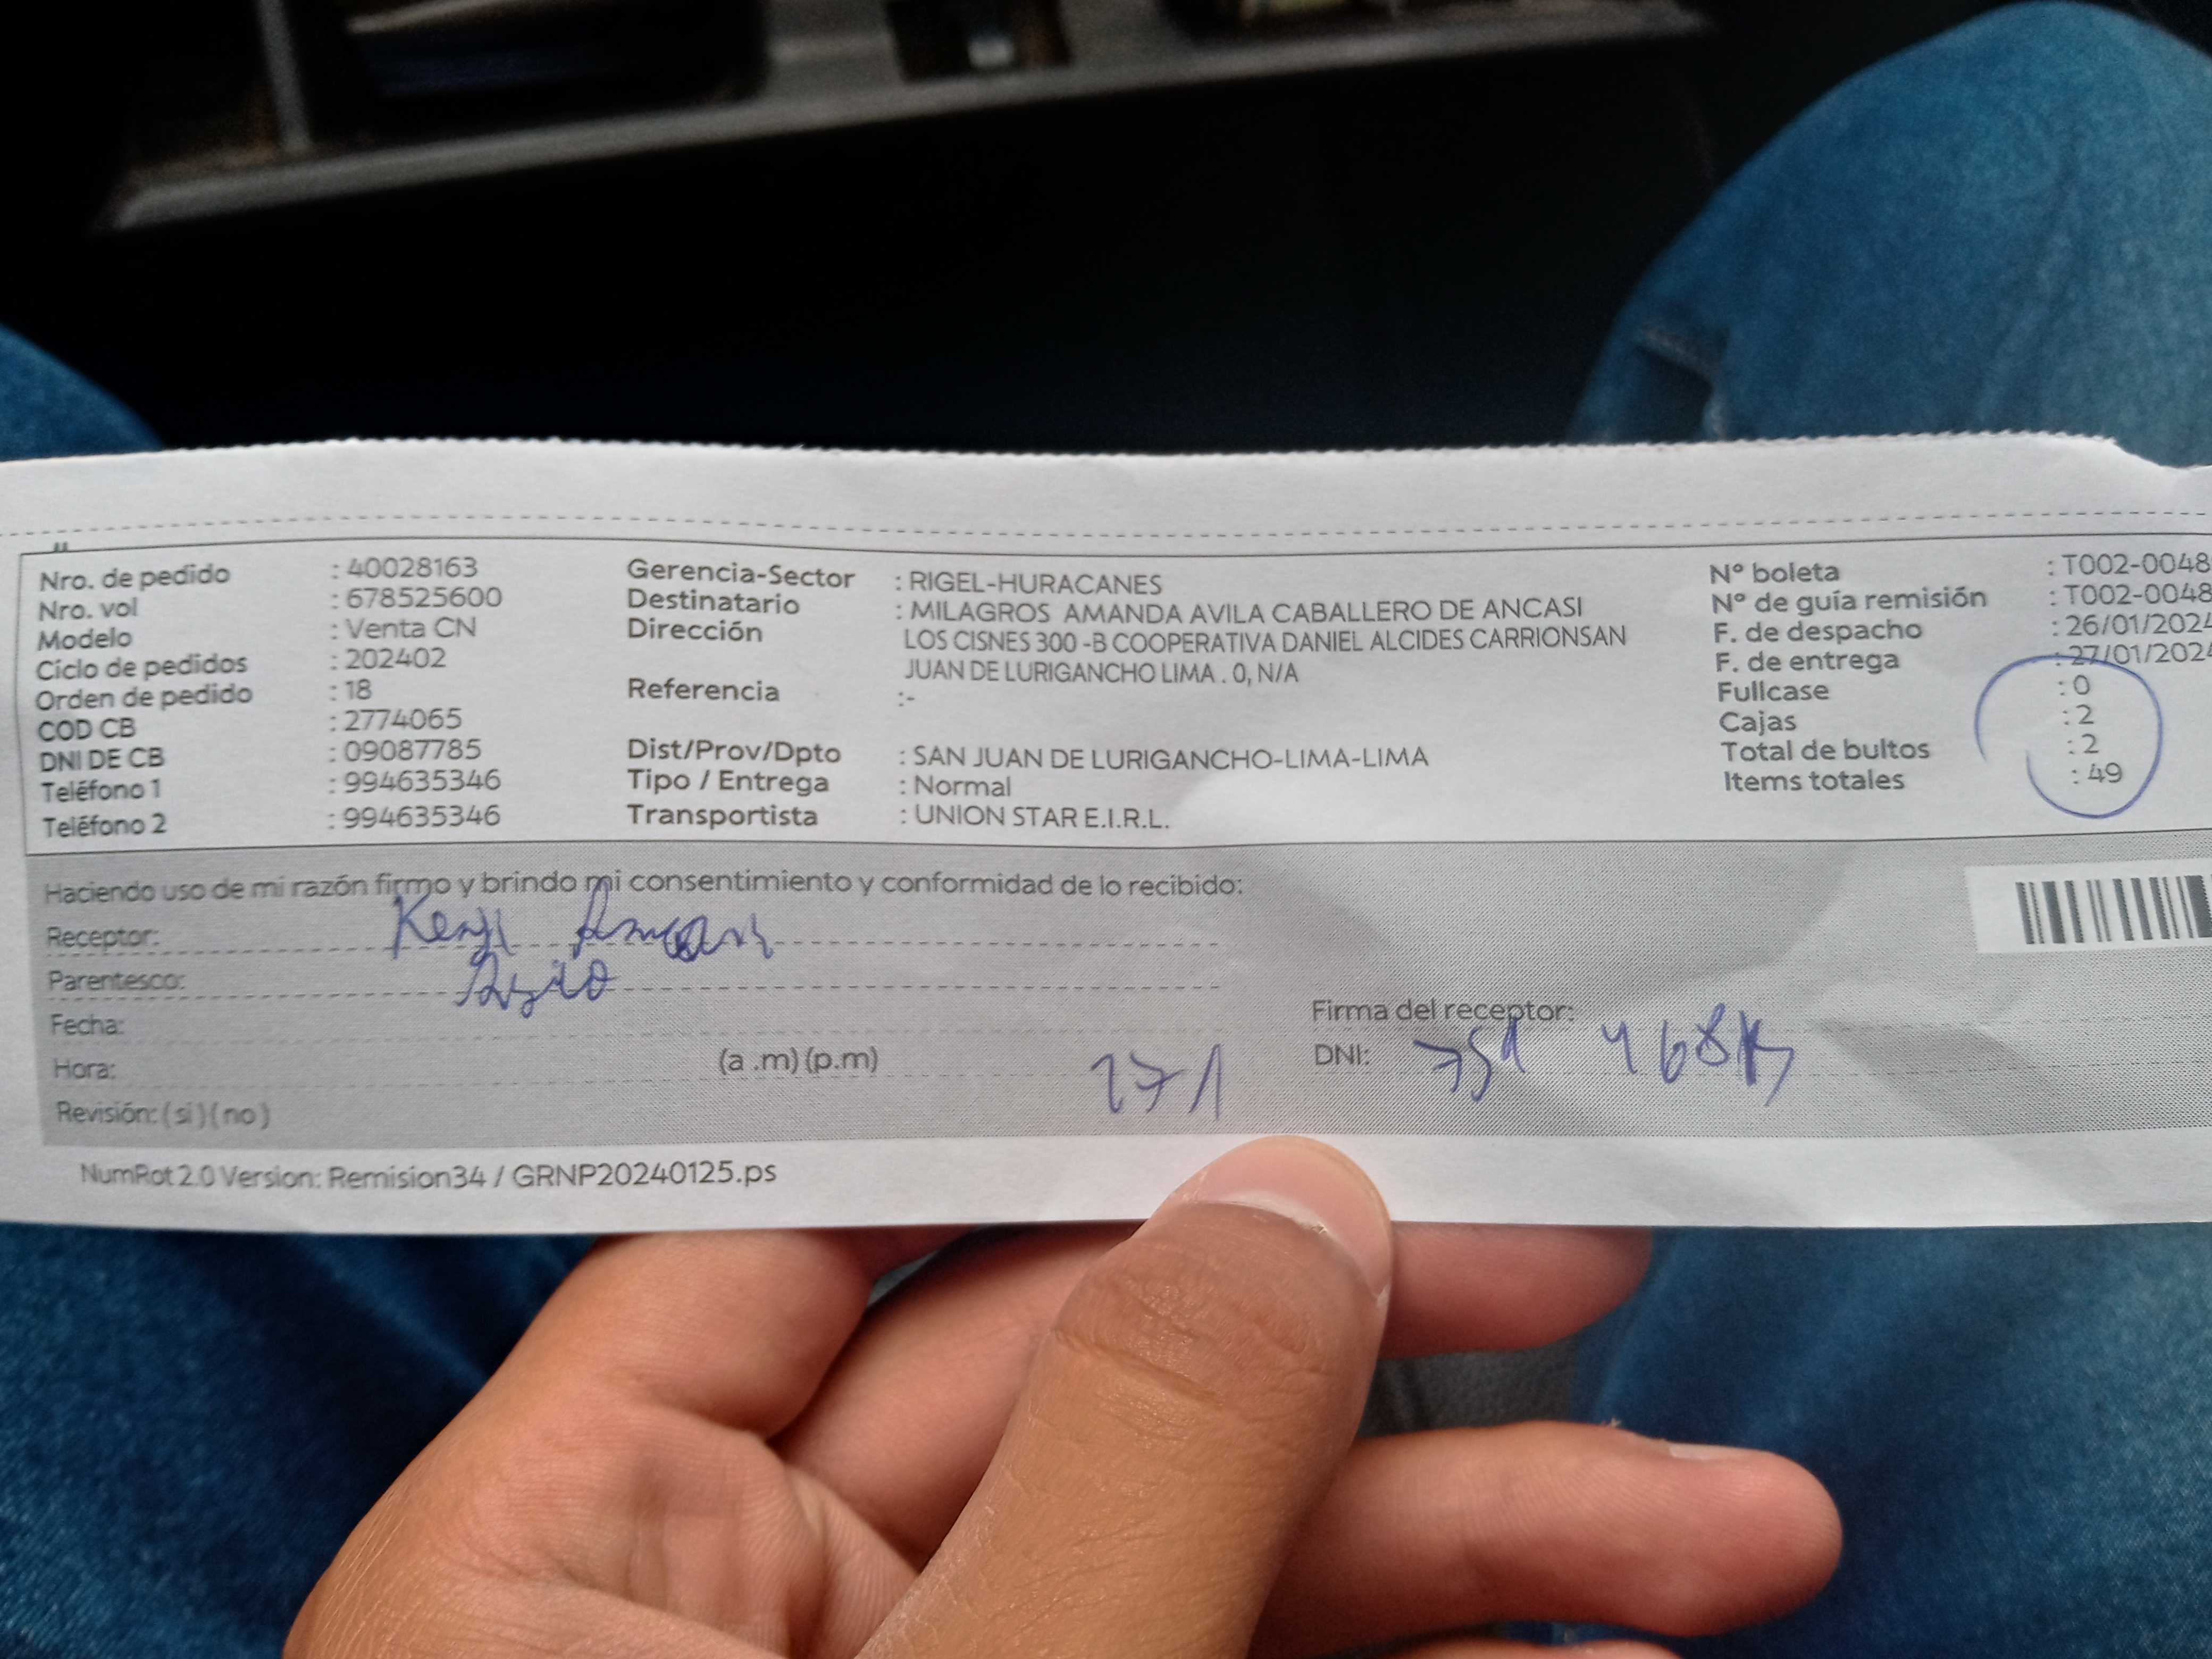 Nro. de pedido : 40028163
Nro. vol : 678525600
Modelo : Venta CN
Ciclo de pedidos : 202402
Orden de pedido : 18
COD CB : 2774065
DNI DE CB : 09087785
Teléfono 1 : 994635346
Teléfono 2 : 994635346
Gerencia-Sector : RIGEL-HURACANES
Destinatario : MILAGROS AMANDA AVILA CABALLERO DE ANCASI
Dirección LOS CISNES 300 -B COOPERATIVA DANIEL ALCIDES CARRIONSAN
JUAN DE LURIGANCHO LIMA . 0, N/A
Referencia :-
Dist/Prov/Dpto : SAN JUAN DE LURIGANCHO-LIMA-LIMA
Tipo / Entrega : Normal
Transportista : UNION STAR E.I.R.L.
N° boleta : T002-0048
N° de guía remisión : T002-0048
F. de despacho : 26/01/2024
F. de entrega : 27/01/2024
Fullcase : 0
Cajas : 2
Total de bultos : 2
Items totales : 49
Haciendo uso de mi razón firmo y brindo mi consentimiento y conformidad de lo recibido:
Receptor: Kenji
Parentesco:
Fecha:
Hora: (a .m) (p.m)
Revisión: ( si ) ( no )
27/1
Firma del receptor:
DNI:
NumRot 2.0 Version: Remision34 / GRNP20240125.ps